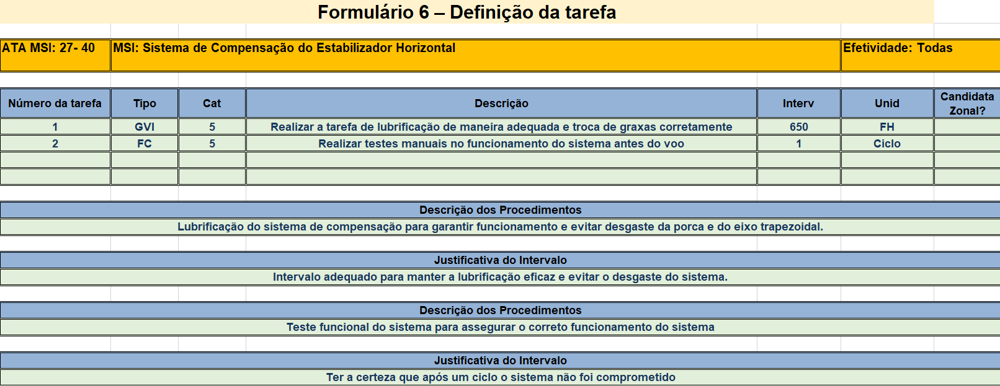 Formulário 6 – Definição da tarefa
ATA MSI: 27- 40 MSI: Sistema de Compensação do Estabilizador Horizontal Efetividade: Todas
Número da tarefa Tipo Cat Descrição Interv Unid Candidata Zonal?
1 GVI 5 Realizar a tarefa de lubrificação de maneira adequada e troca de graxas corretamente 650 FH
2 FC 5 Realizar testes manuais no funcionamento do sistema antes do voo 1 Ciclo
Descrição dos Procedimentos
Lubrificação do sistema de compensação para garantir funcionamento e evitar desgaste da porca e do eixo trapezoidal.
Justificativa do Intervalo
Intervalo adequado para manter a lubrificação eficaz e evitar o desgaste do sistema.
Descrição dos Procedimentos
Teste funcional do sistema para assegurar o correto funcionamento do sistema
Justificativa do Intervalo
Ter a certeza que após um ciclo o sistema não foi comprometido